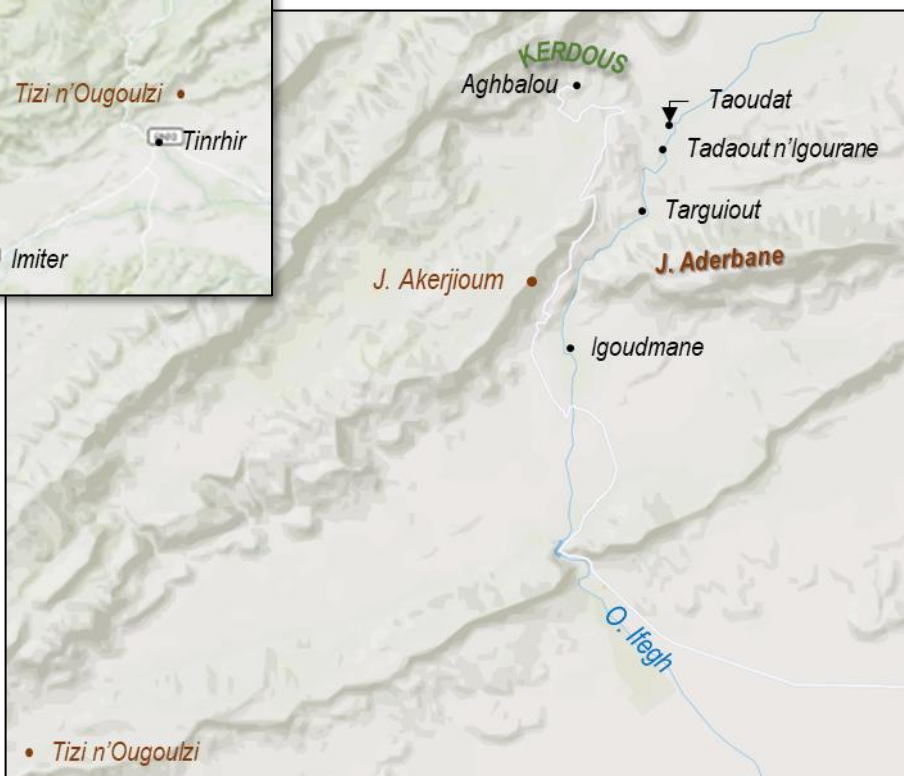 Tizi n’Ougoulzi
Tinrhir
Imiter
KERDOUS
Aghbalou
Taoudat
Tadaout n’Igourane
Targuiout
J. Aderbane
J. Akerjioum
Igoudmane
O. Ifegh
Tizi n’Ougoulzi